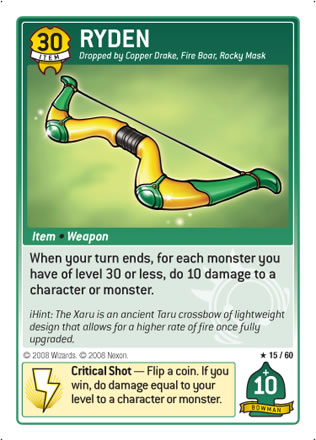 30
ITEM
RYDEN
Dropped by Copper Drake, Fire Boar, Rocky Mask
Item • Weapon
When your turn ends, for each monster you
have of level 30 or less, do 10 damage to a
character or monster.
iHint: The Xaru is an ancient Taru crossbow of lightweight
design that allows for a higher rate of fire once fully
upgraded.
© 2008 Wizards. © 2008 Nexon.
★ 15 / 60
Critical Shot — Flip a coin. If you
win, do damage equal to your
level to a character or monster.
+
10
BOWMAN